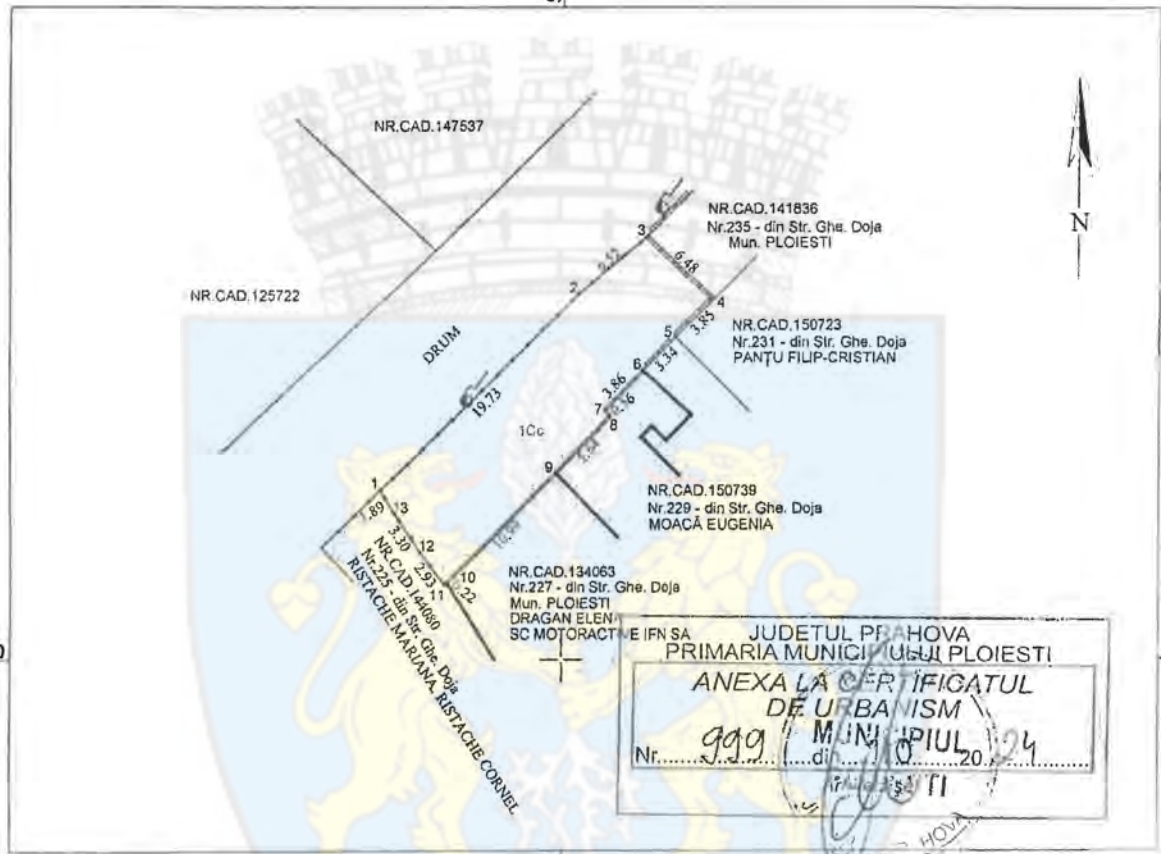 NR.CAD.147537
N
NR.CAD.141836
Nr.235 - din Str. Ghe. Doja
Mun. PLOIESTI
3
6.48
2
4
NR.CAD.125722
DRUM
3.85
NR.CAD.150723
Nr.231 - din Str. Ghe. Doja
PANȚU FILIP-CRISTIAN
5
3.34
6
3.86
19.73
7
8
1Cc
9
NR.CAD.150739
Nr.229 - din Str. Ghe. Doja
MOACĂ EUGENIA
1
13
3.30
12
2.93
11
10
NR.CAD.144080
Nr.225 - din Str. Ghe. Doja
RISTACHE MARIANA, RISTACHE CORNEL
NR.CAD.134063
Nr.227 - din Str. Ghe. Doja
Mun. PLOIESTI
DRAGAN ELENA
SC MOTORACTIVE IFN SA
JUDETUL PRAHOVA
PRIMARIA MUNICIPIULUI PLOIESTI
ANEXA LA CERTIFICATUL
DE URBANISM
MUNICIPIUL
Nr. 999 din 20 24